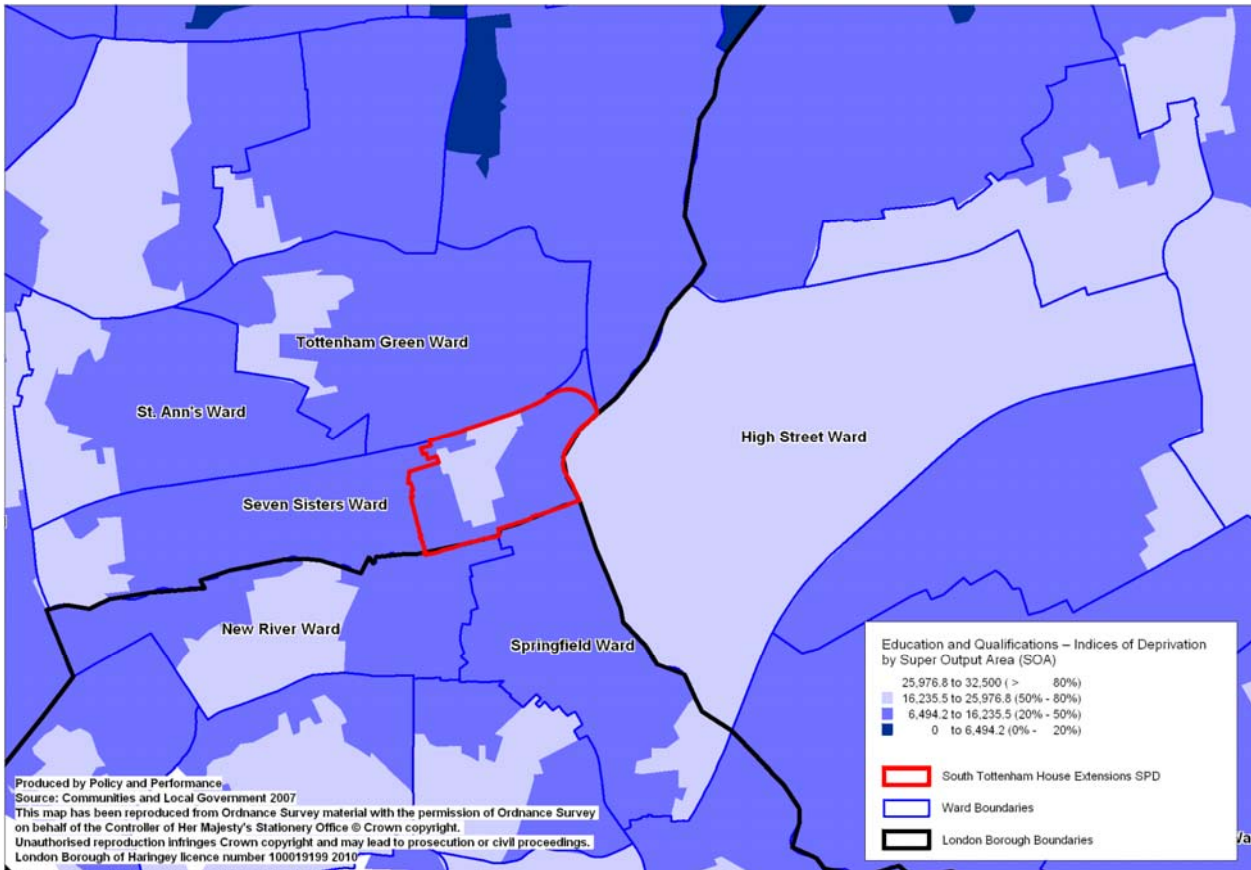 Tottenham Green Ward
St. Ann's Ward
High Street Ward
Seven Sisters Ward
New River Ward
Springfield Ward
Education and Qualifications – Indices of Deprivation
by Super Output Area (SOA)
25,976.8 to 32,500 ( > 80%)
16,235.5 to 25,976.8 (50% - 80%)
6,494.2 to 16,235.5 (20% - 50%)
0 to 6,494.2 (0% - 20%)
South Tottenham House Extensions SPD
Ward Boundaries
London Borough Boundaries
Produced by Policy and Performance
Source: Communities and Local Government 2007
This map has been reproduced from Ordnance Survey material with the permission of Ordnance Survey
on behalf of the Controller of Her Majesty's Stationery Office © Crown copyright.
Unauthorised reproduction infringes Crown copyright and may lead to prosecution or civil proceedings.
London Borough of Haringey licence number 100019199 2010